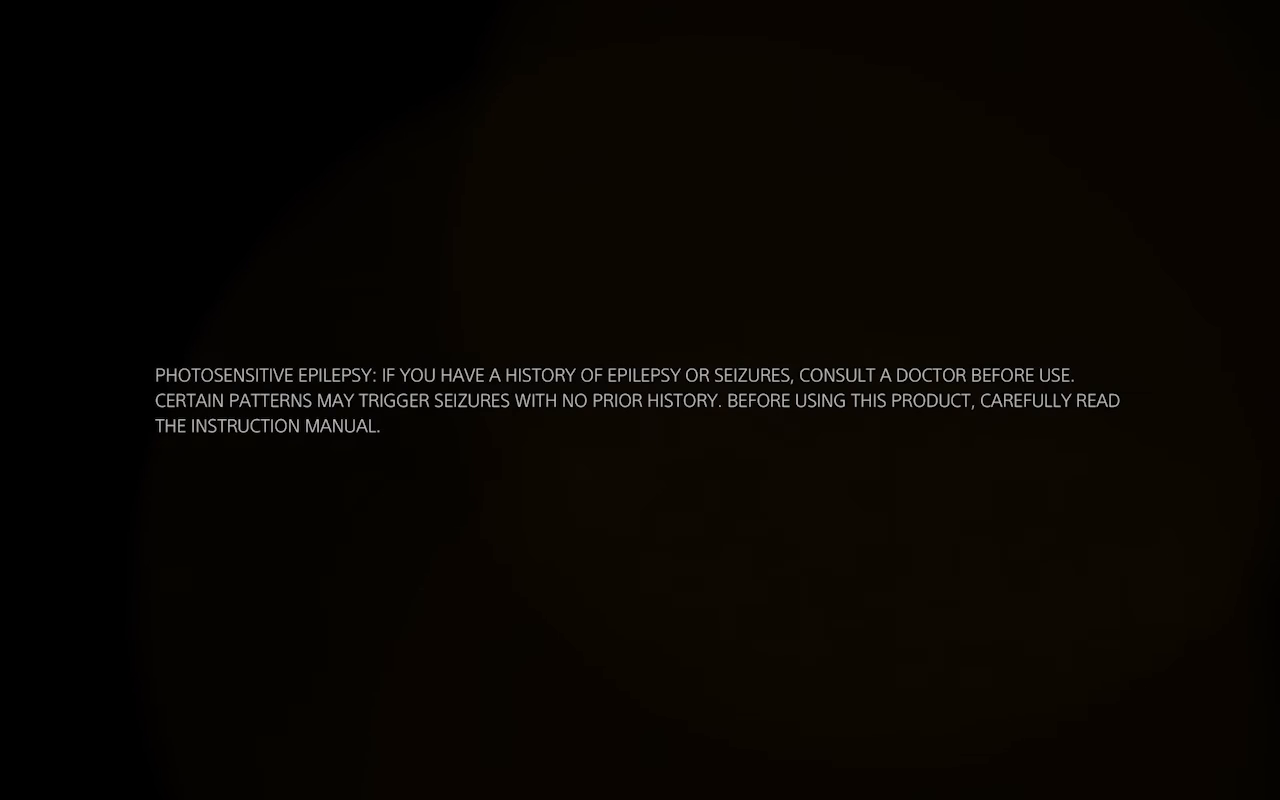 PHOTOSENSITIVE EPILEPSY: IF YOU HAVE A HISTORY OF EPILEPSY OR SEIZURES, CONSULT A DOCTOR BEFORE USE.
CERTAIN PATTERNS MAY TRIGGER SEIZURES WITH NO PRIOR HISTORY. BEFORE USING THIS PRODUCT, CAREFULLY READ
THE INSTRUCTION MANUAL.